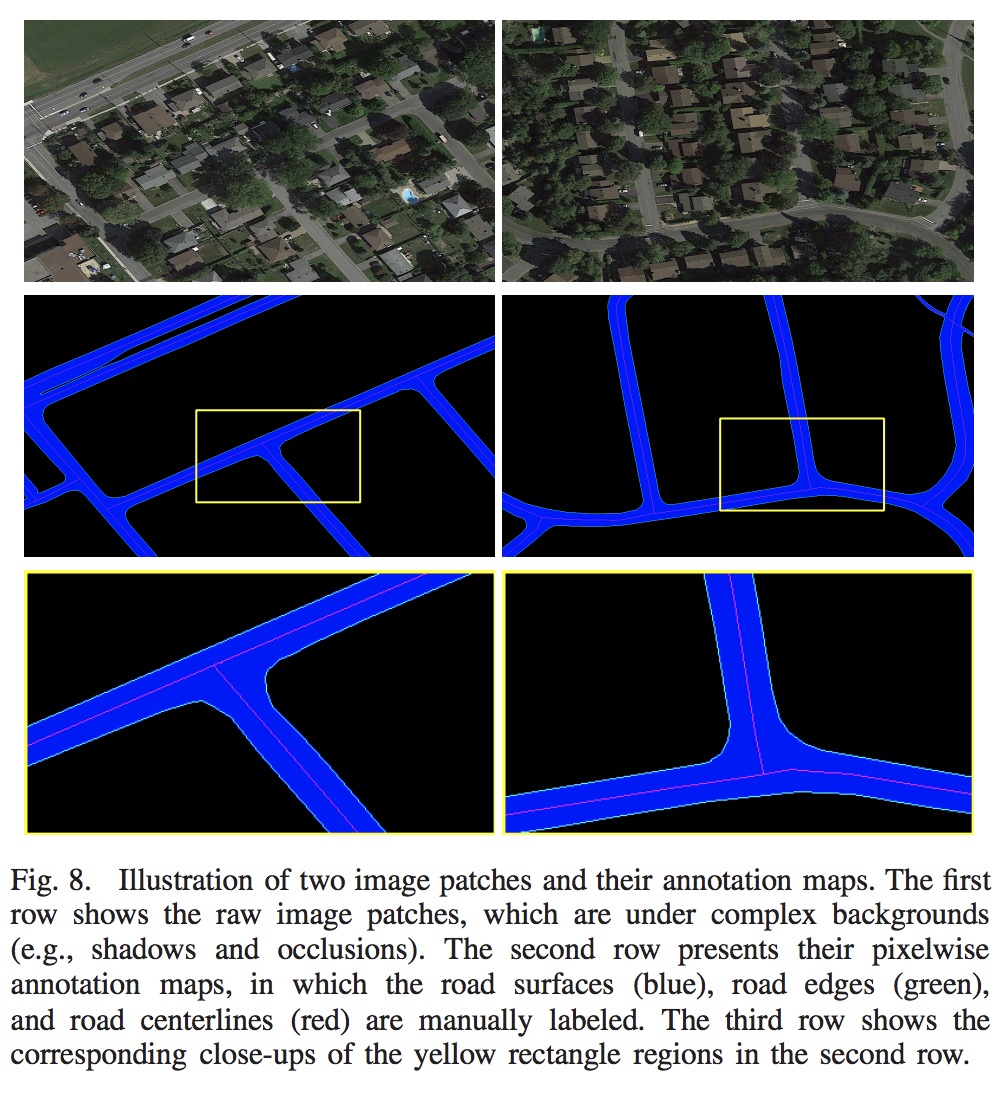 Fig. 8. Illustration of two image patches and their annotation maps. The first
row shows the raw image patches, which are under complex backgrounds
(e.g., shadows and occlusions). The second row presents their pixelwise
annotation maps, in which the road surfaces (blue), road edges (green),
and road centerlines (red) are manually labeled. The third row shows the
corresponding close-ups of the yellow rectangle regions in the second row.